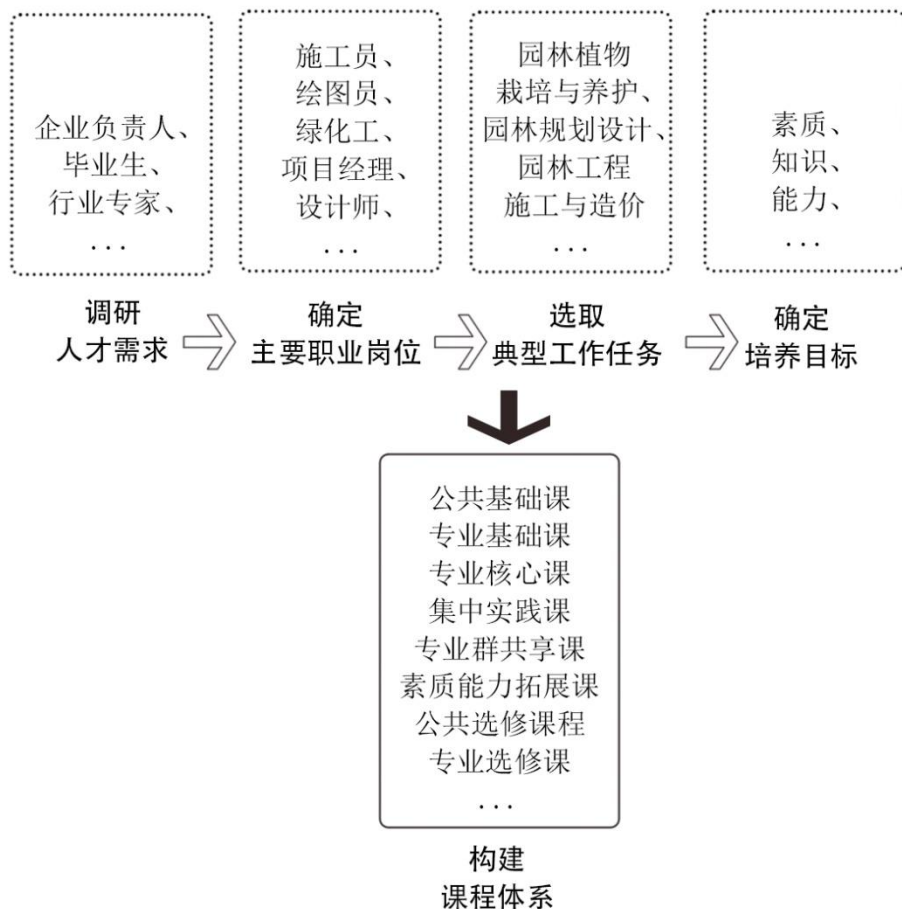 企业负责人、
毕业生、
行业专家、
...
施工员、
绘图员、
绿化工、
项目经理、
设计师、
...
园林植物
栽培与养护、
园林规划设计、
园林工程
施工与造价
...
素质、
知识、
能力、
...
调研
人才需求
确定
主要职业岗位
选取
典型工作任务
确定
培养目标
公共基础课
专业基础课
专业核心课
集中实践课
专业群共享课
素质能力拓展课
公共选修课程
专业选修课
...
构建
课程体系